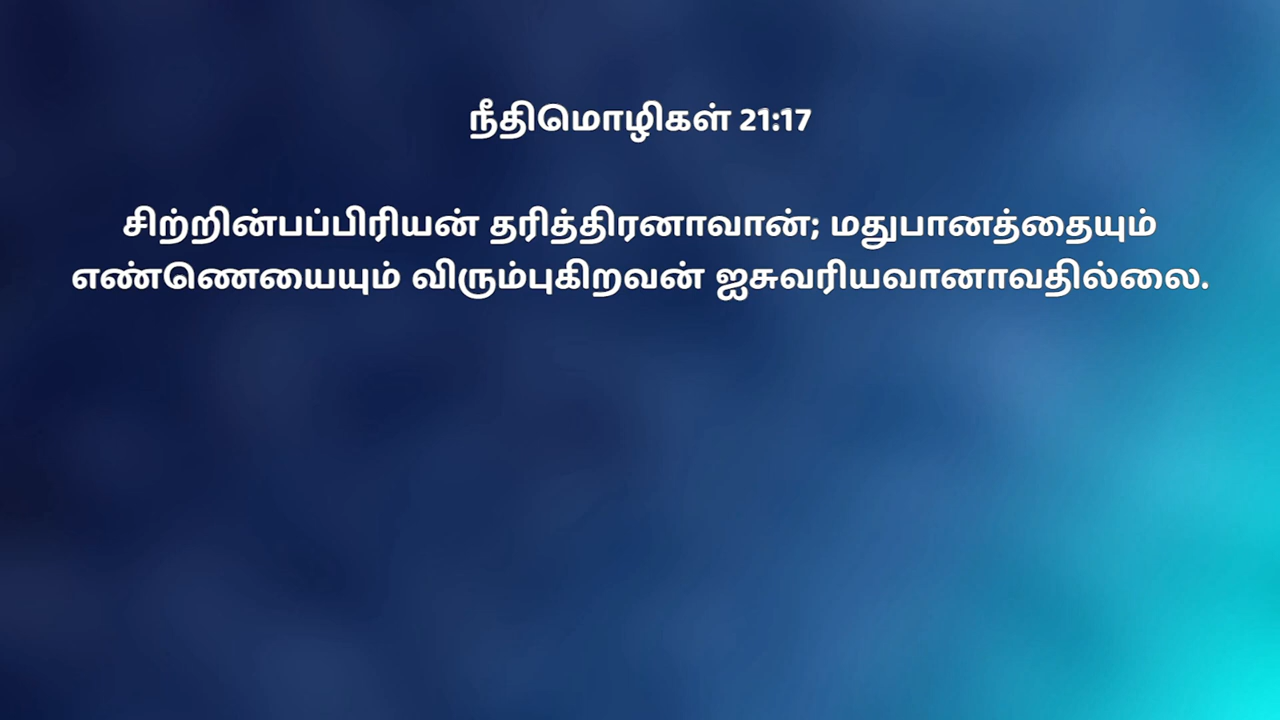 நீதிமொழிகள் 21:17
சிற்றின்பப்பிரியன் தரித்திரனாவான்; மதுபானத்தையும்
எண்ணெயையும் விரும்புகிறவன் ஐசுவரியவானாவதில்லை.